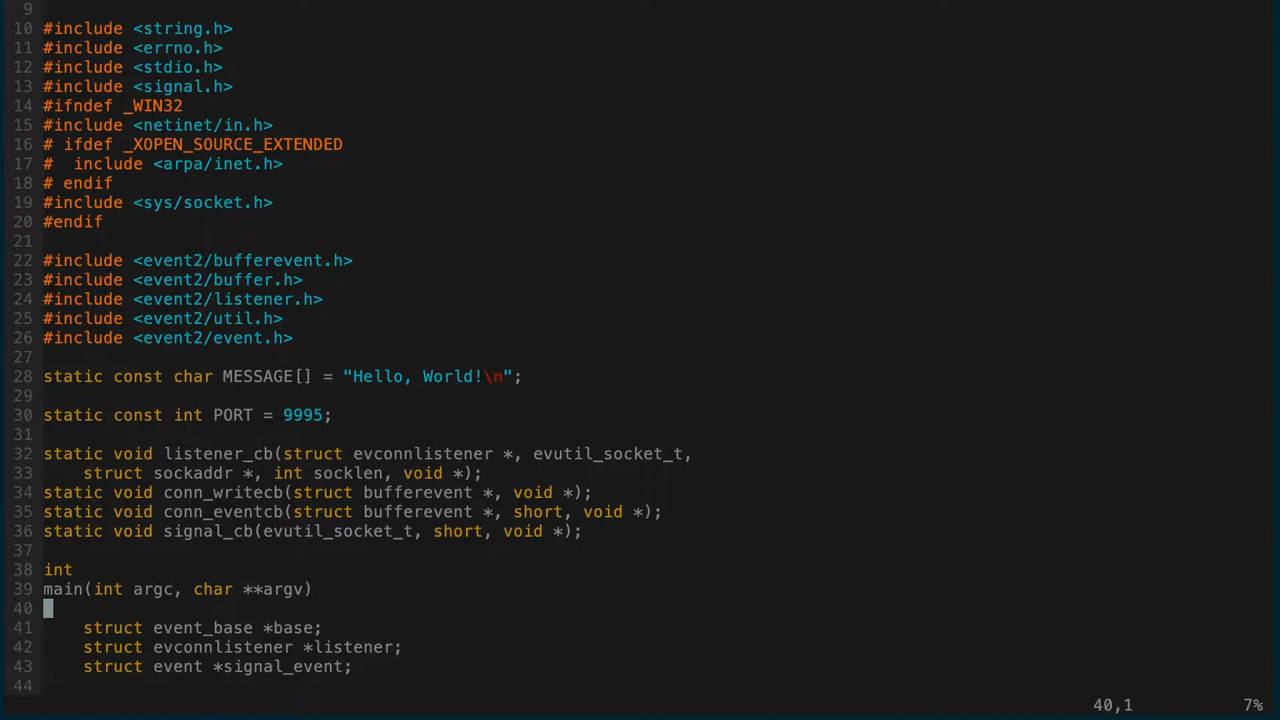 9
10 #include <string.h>
11 #include <errno.h>
12 #include <stdio.h>
13 #include <signal.h>
14 #ifndef _WIN32
15 #include <netinet/in.h>
16 # ifdef _XOPEN_SOURCE_EXTENDED
17 #  include <arpa/inet.h>
18 # endif
19 #include <sys/socket.h>
20 #endif
21
22 #include <event2/bufferevent.h>
23 #include <event2/buffer.h>
24 #include <event2/listener.h>
25 #include <event2/util.h>
26 #include <event2/event.h>
27
28 static const char MESSAGE[] = "Hello, World!\n";
29
30 static const int PORT = 9995;
31
32 static void listener_cb(struct evconnlistener *, evutil_socket_t,
33     struct sockaddr *, int socklen, void *);
34 static void conn_writecb(struct bufferevent *, void *);
35 static void conn_eventcb(struct bufferevent *, short, void *);
36 static void signal_cb(evutil_socket_t, short, void *);
37
38 int
39 main(int argc, char **argv)
40
41     struct event_base *base;
42     struct evconnlistener *listener;
43     struct event *signal_event;
44
40,1 7%